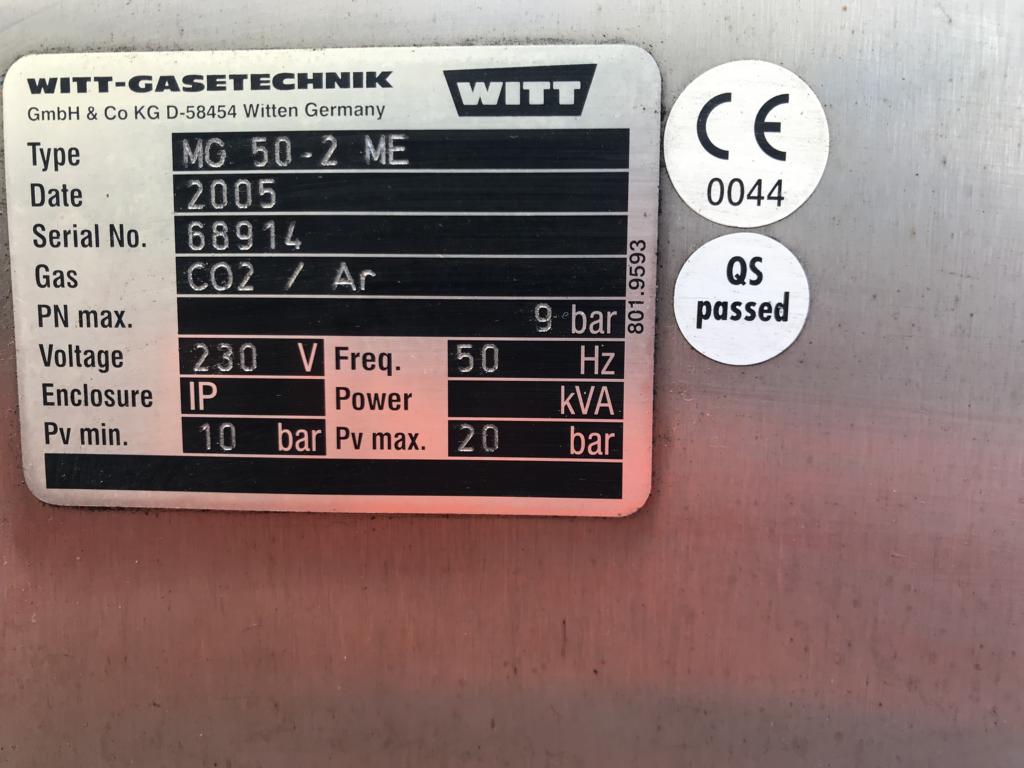 WITT-GASETECHNIK
WITT
GmbH & Co KG D-58454 Witten Germany
Type MG 50-2 ME
Date 2005
Serial No. 68914
Gas CO2 / Ar
PN max. 9 bar
Voltage 230 V Freq. 50 Hz
Enclosure IP Power kVA
Pv min. 10 bar Pv max. 20 bar
801.9593
CE
0044
QS
passed